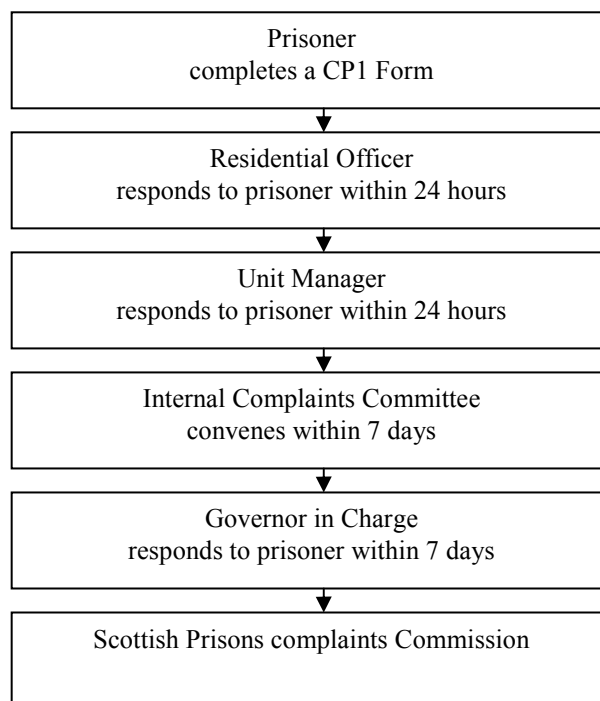 Prisoner
completes a CP1 Form
Residential Officer
responds to prisoner within 24 hours
Unit Manager
responds to prisoner within 24 hours
Internal Complaints Committee
convenes within 7 days
Governor in Charge
responds to prisoner within 7 days
Scottish Prisons complaints Commission